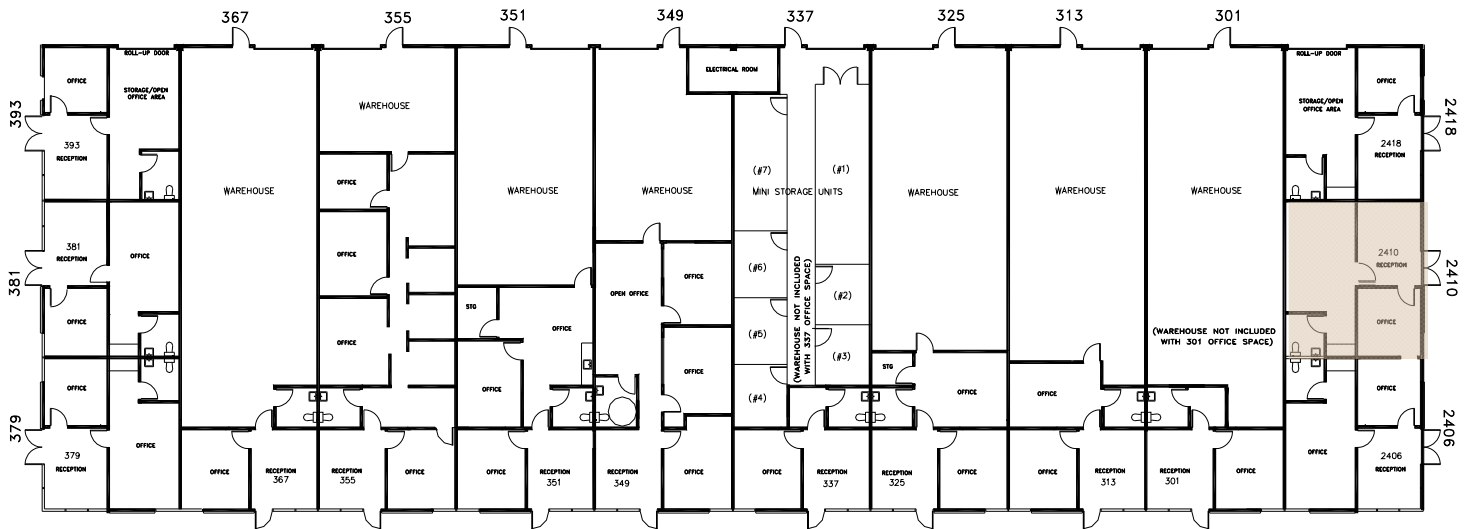 367
355
351
349
337
325
313
301
ROLL-UP DOOR
OFFICE
STORAGE/OPEN
OFFICE AREA
393
393
RECEPTION
WAREHOUSE
WAREHOUSE
OFFICE
OFFICE
OFFICE
WAREHOUSE
STG
OFFICE
OFFICE
WAREHOUSE
ELECTRICAL ROOM
OPEN OFFICE
OFFICE
OFFICE
(#7)
(#1)
MINI STORAGE UNITS
(#6)
(#2)
(#5)
(#3)
(#4)
(WAREHOUSE NOT INCLUDED
WITH 337 OFFICE SPACE)
WAREHOUSE
STG
OFFICE
WAREHOUSE
OFFICE
WAREHOUSE
(WAREHOUSE NOT INCLUDED
WITH 301 OFFICE SPACE)
ROLL-UP DOOR
OFFICE
STORAGE/OPEN
OFFICE AREA
2418
RECEPTION
2418
2410
RECEPTION
2410
OFFICE
OFFICE
2406
RECEPTION
2406
OFFICE
381
381
RECEPTION
OFFICE
OFFICE
OFFICE
379
379
RECEPTION
OFFICE
OFFICE
RECEPTION
367
RECEPTION
355
OFFICE
OFFICE
RECEPTION
351
RECEPTION
349
OFFICE
OFFICE
RECEPTION
337
RECEPTION
325
OFFICE
OFFICE
RECEPTION
313
RECEPTION
301
OFFICE